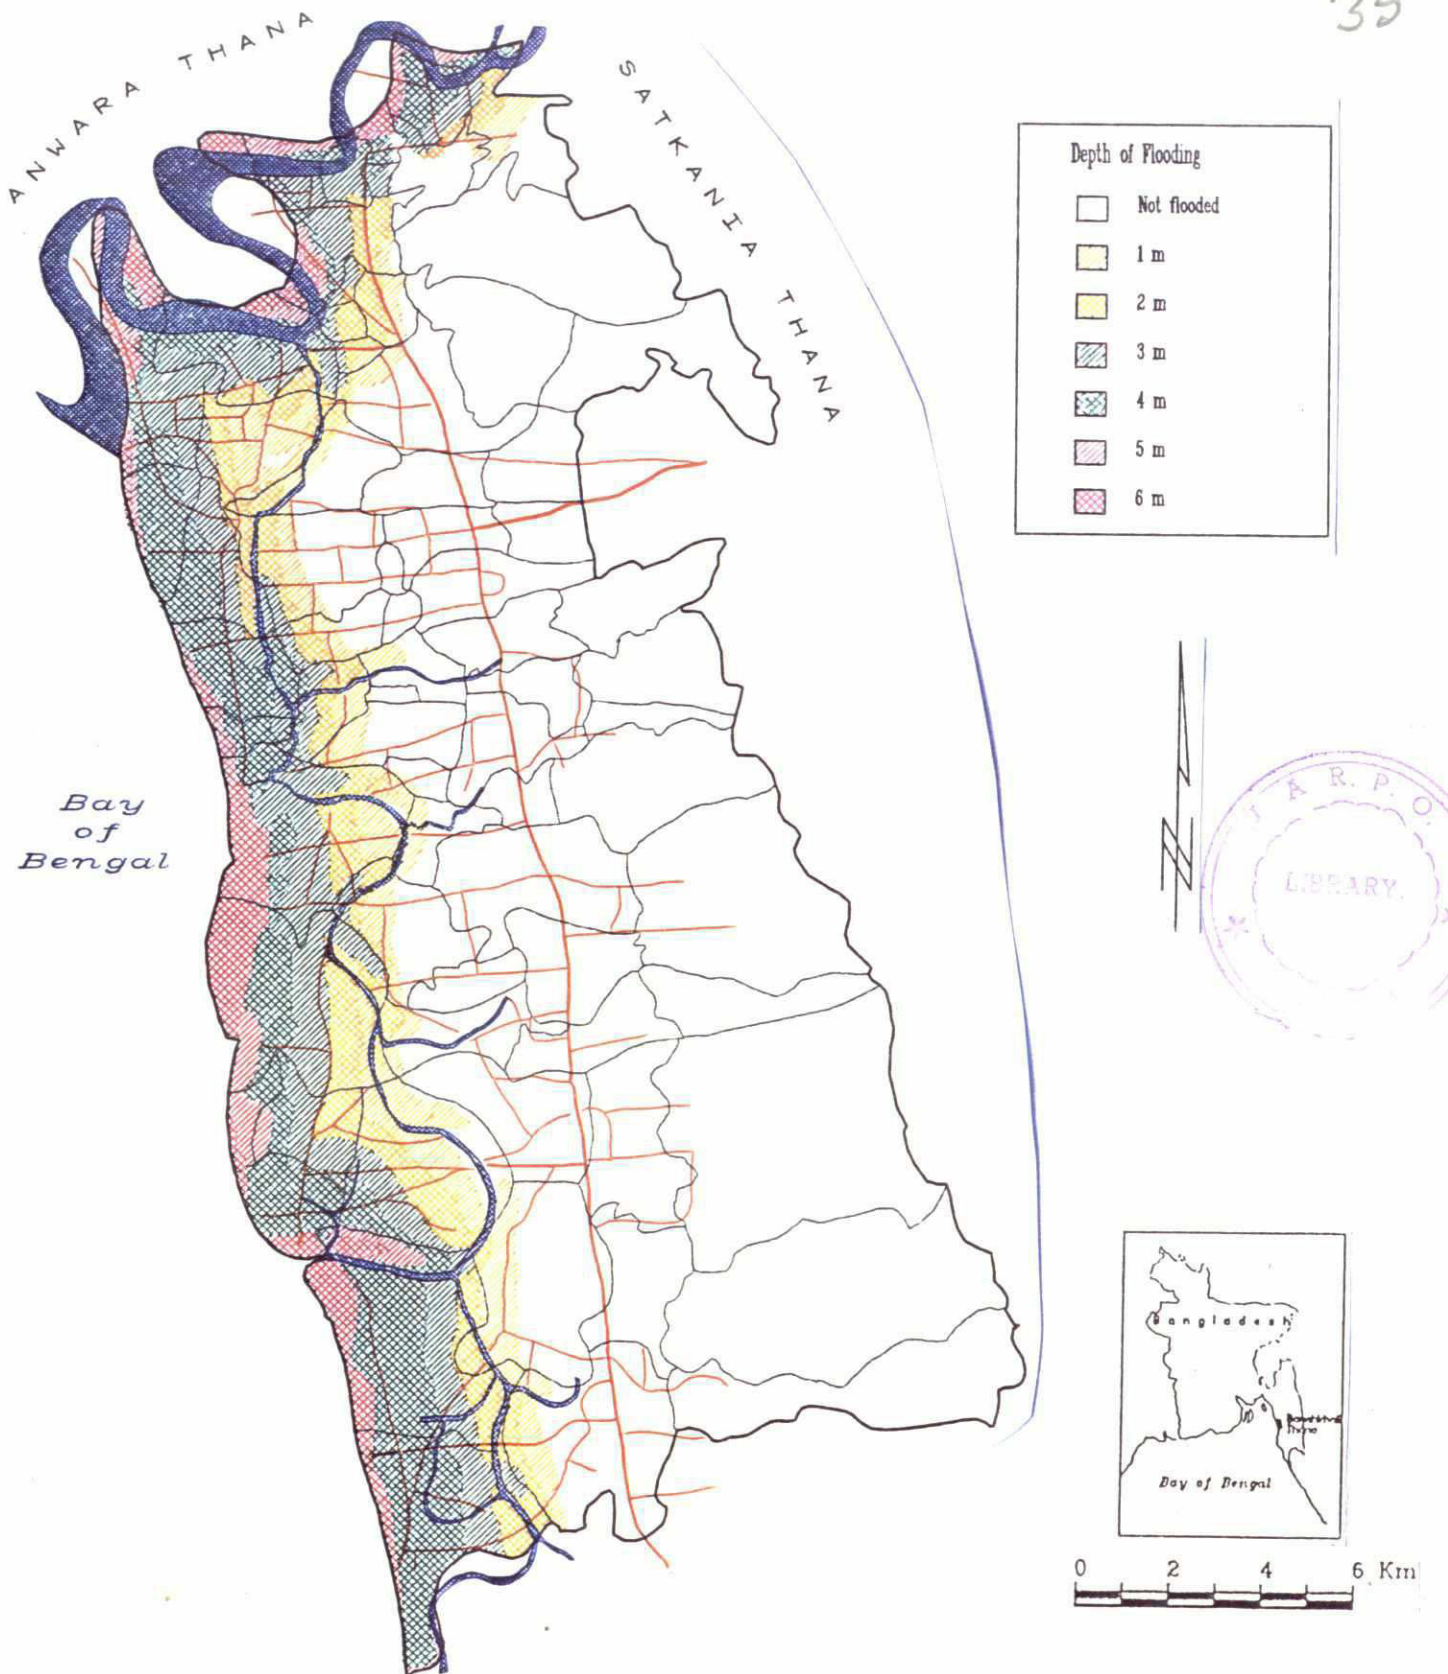 35
ANWARA THANA
SATKANIA THANA
Depth of Flooding
Not flooded
1 m
2 m
3 m
4 m
5 m
6 m
Bay
of
Bengal
A R. P. O.
LIBRARY.
Bangladesh
Bay of Bengal
0 2 4 6 Km